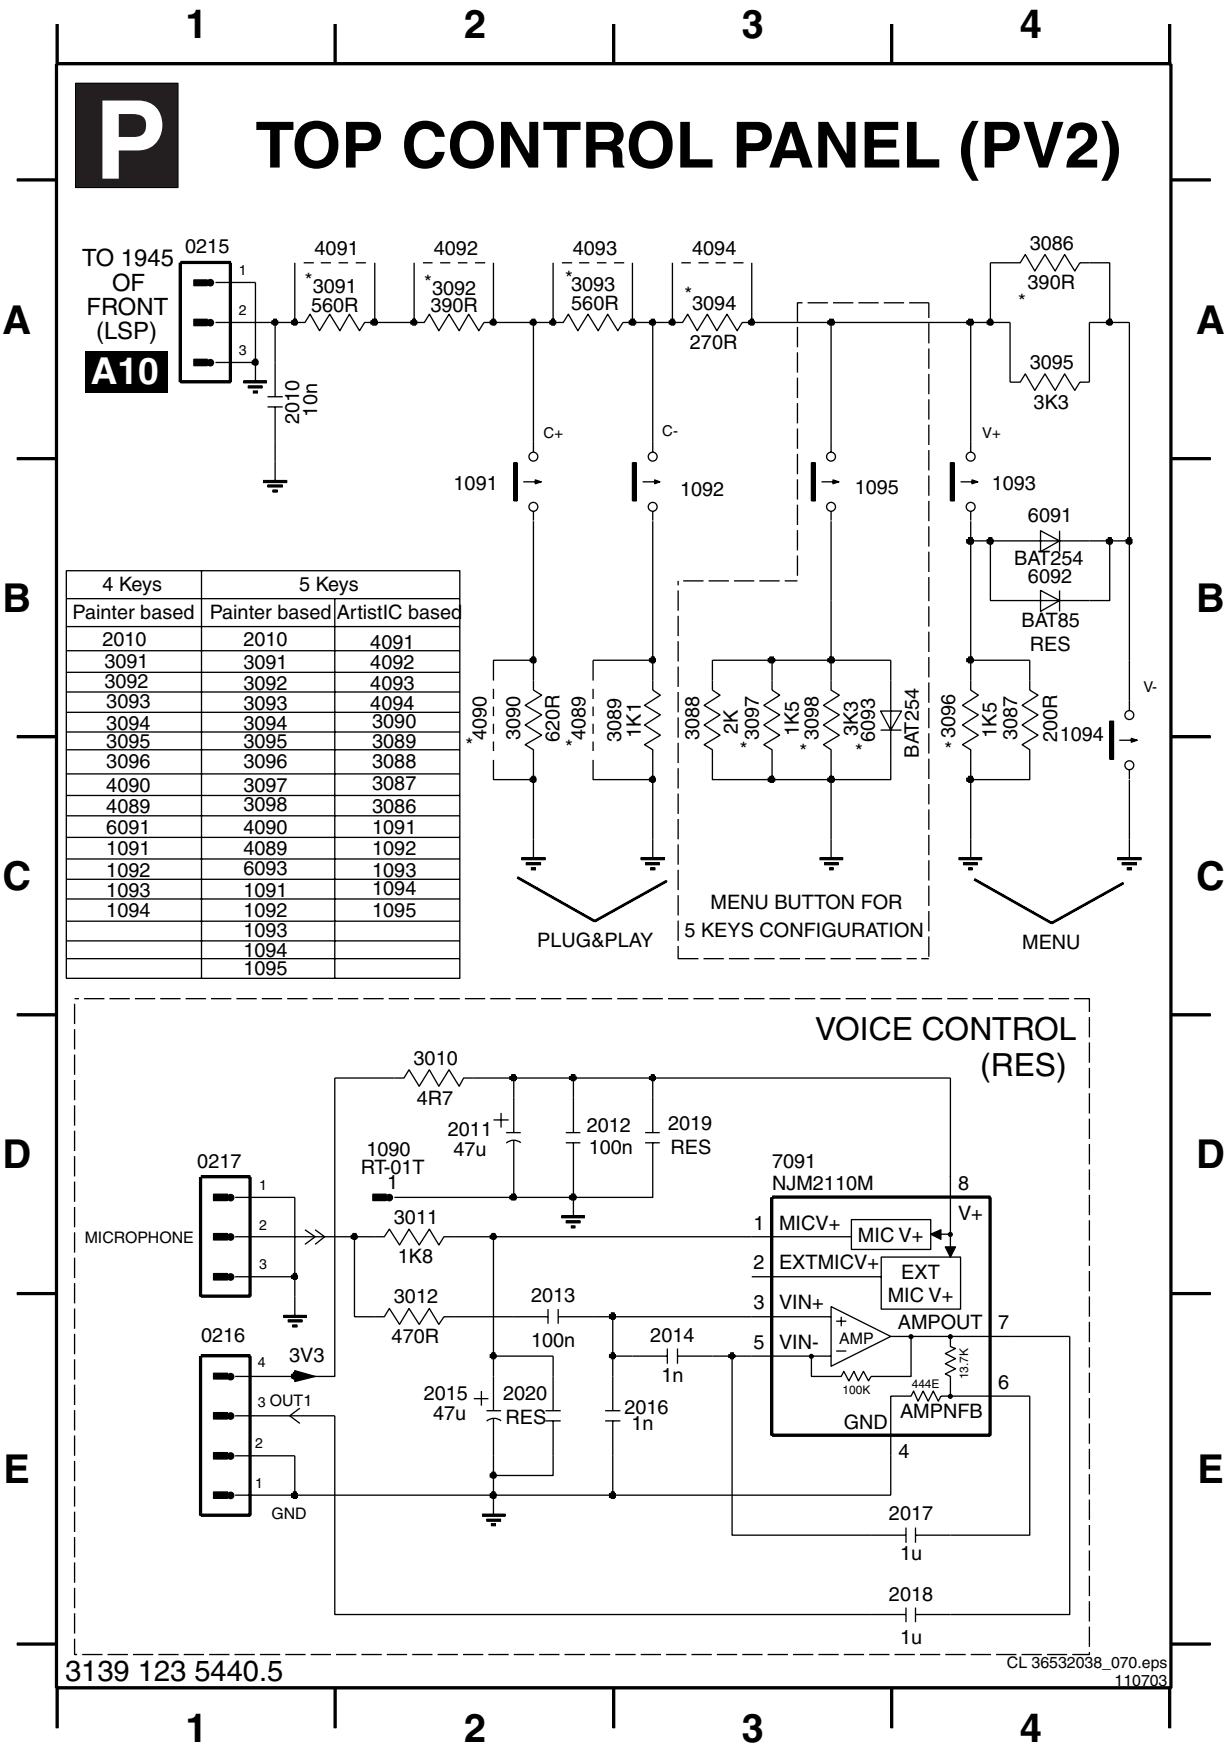 1 2 3 4
P
TOP CONTROL PANEL (PV2)
A
A
TO 1945
OF
FRONT
(LSP)
A10
0215
1
2
3
4091
*
3091
560R
4092
*
3092
390R
4093
*
3093
560R
4094
*
3094
270R
3086
390R
*
3095
3K3
2010
10n
C+
C-
V+
1091
1092
1095
1093
6091
BAT254
6092
BAT85
RES
B
B
4 Keys 5 Keys
Painter based Painter based ArtistIC based
2010 2010 4091
3091 3091 4092
3092 3092 4093
3093 3093 4094
3094 3094 3090
3095 3095 3089
3096 3096 3088
4090 3097 3087
4089 3098 3086
6091 4090 1091
1091 4089 1092
1092 6093 1093
1093 1091 1094
1094 1092 1095
1093
1094
1095
*4090
3090
620R
*4089
3089
1K1
3088
2K
*3097
1K5
*3098
3K3
*6093
BAT254
*3096
1K5
3087
200R
V-
1094
C
C
PLUG&PLAY
MENU BUTTON FOR
5 KEYS CONFIGURATION
MENU
VOICE CONTROL
(RES)
D
D
3010
4R7
2011 +
47u
2012
100n
2019
RES
1090
RT-01T
1
0217
1
2
3
MICROPHONE
3011
1K8
3012
470R
2013
100n
2014
1n
2015 +
47u
2020
RES
2016
1n
7091
NJM2110M
8
V+
1 MICV+
MIC V+
2 EXTMICV+
EXT
MIC V+
3 VIN+
5 VIN-
+
AMP
−
AMPOUT 7
100K
13.7K
444E
6
AMPNFB
GND
4
0216
4 3V3
3 OUT1
2
1
GND
E
E
2017
1u
2018
1u
3139 123 5440.5
CL 36532038_070.eps
110703
1 2 3 4